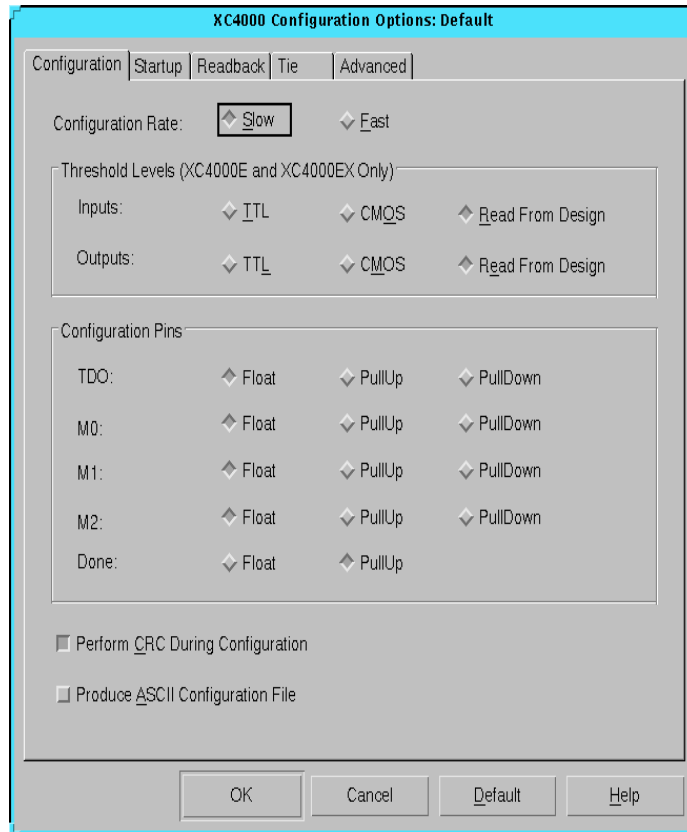 XC4000 Configuration Options: Default
Configuration Startup Readback Tie Advanced
Configuration Rate: Slow Fast
Threshold Levels (XC4000E and XC4000EX Only)
Inputs: TTL CMOS Read From Design
Outputs: TTL CMOS Read From Design
Configuration Pins
TDO: Float PullUp PullDown
M0: Float PullUp PullDown
M1: Float PullUp PullDown
M2: Float PullUp PullDown
Done: Float PullUp
Perform CRC During Configuration
Produce ASCII Configuration File
OK Cancel Default Help